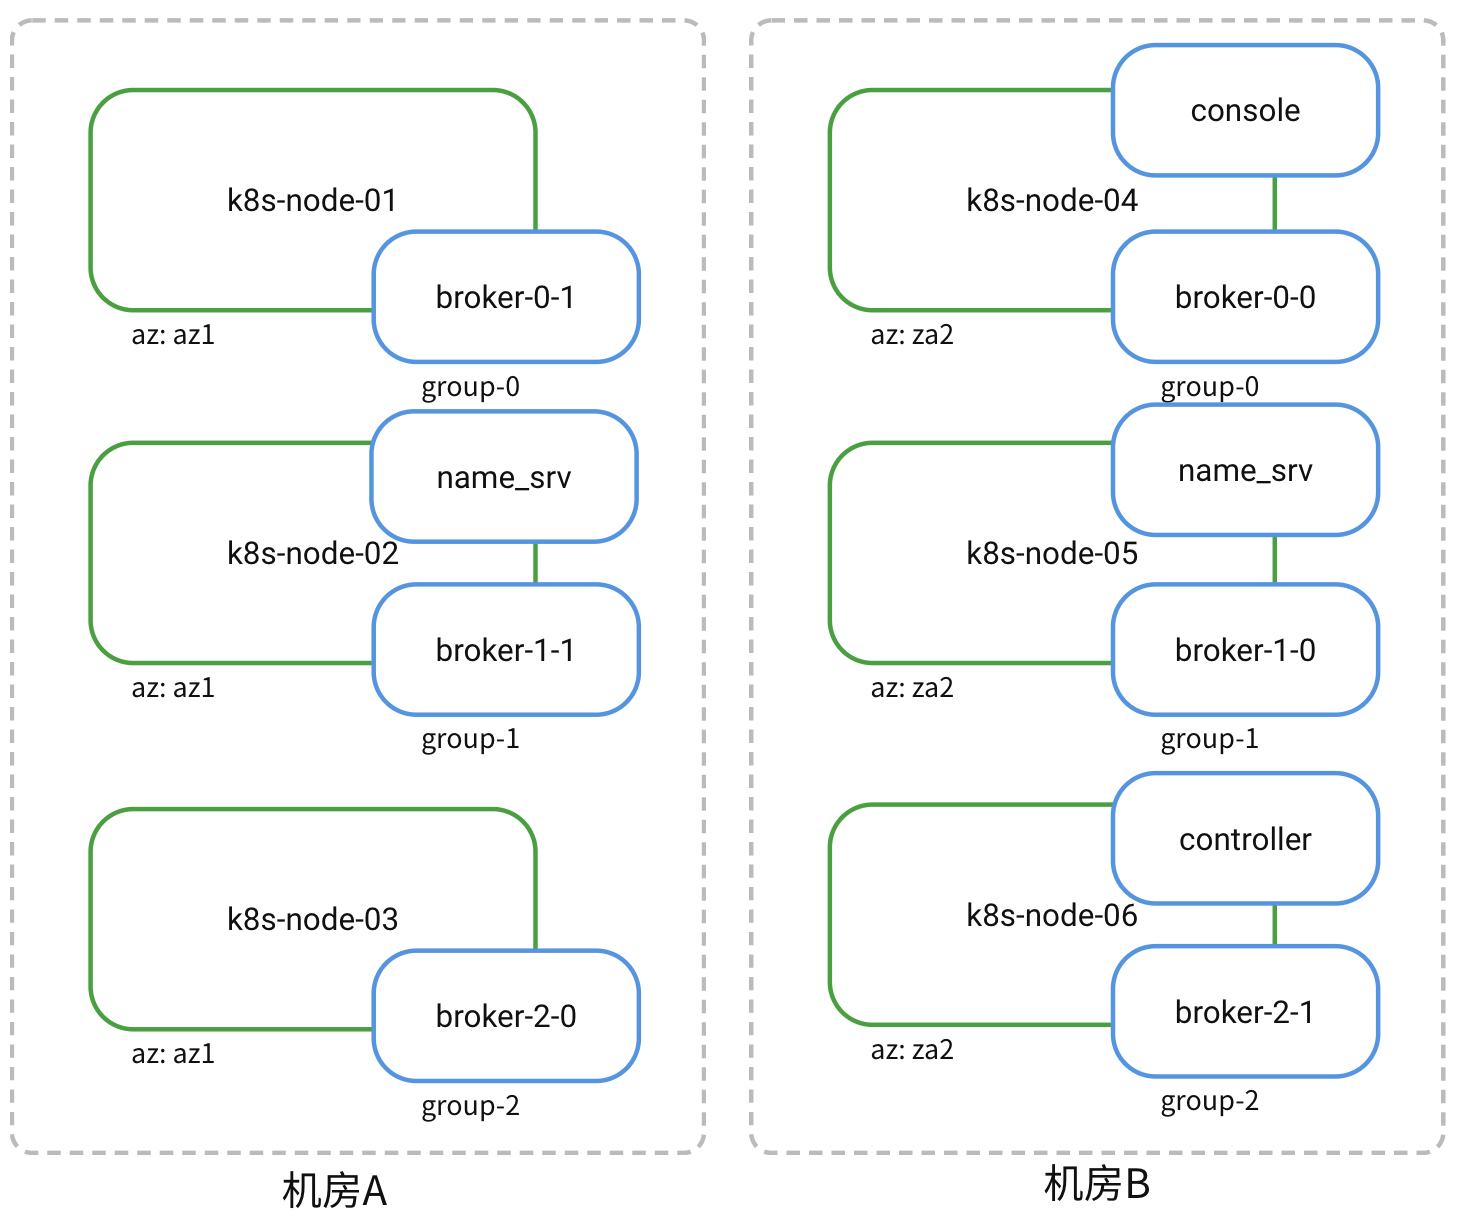 k8s-node-01
broker-0-1
az: az1
group-0
name_srv
k8s-node-02
broker-1-1
az: az1
group-1
k8s-node-03
broker-2-0
az: az1
group-2
机房A
console
k8s-node-04
broker-0-0
az: za2
group-0
name_srv
k8s-node-05
broker-1-0
az: za2
group-1
controller
k8s-node-06
broker-2-1
az: za2
group-2
机房B